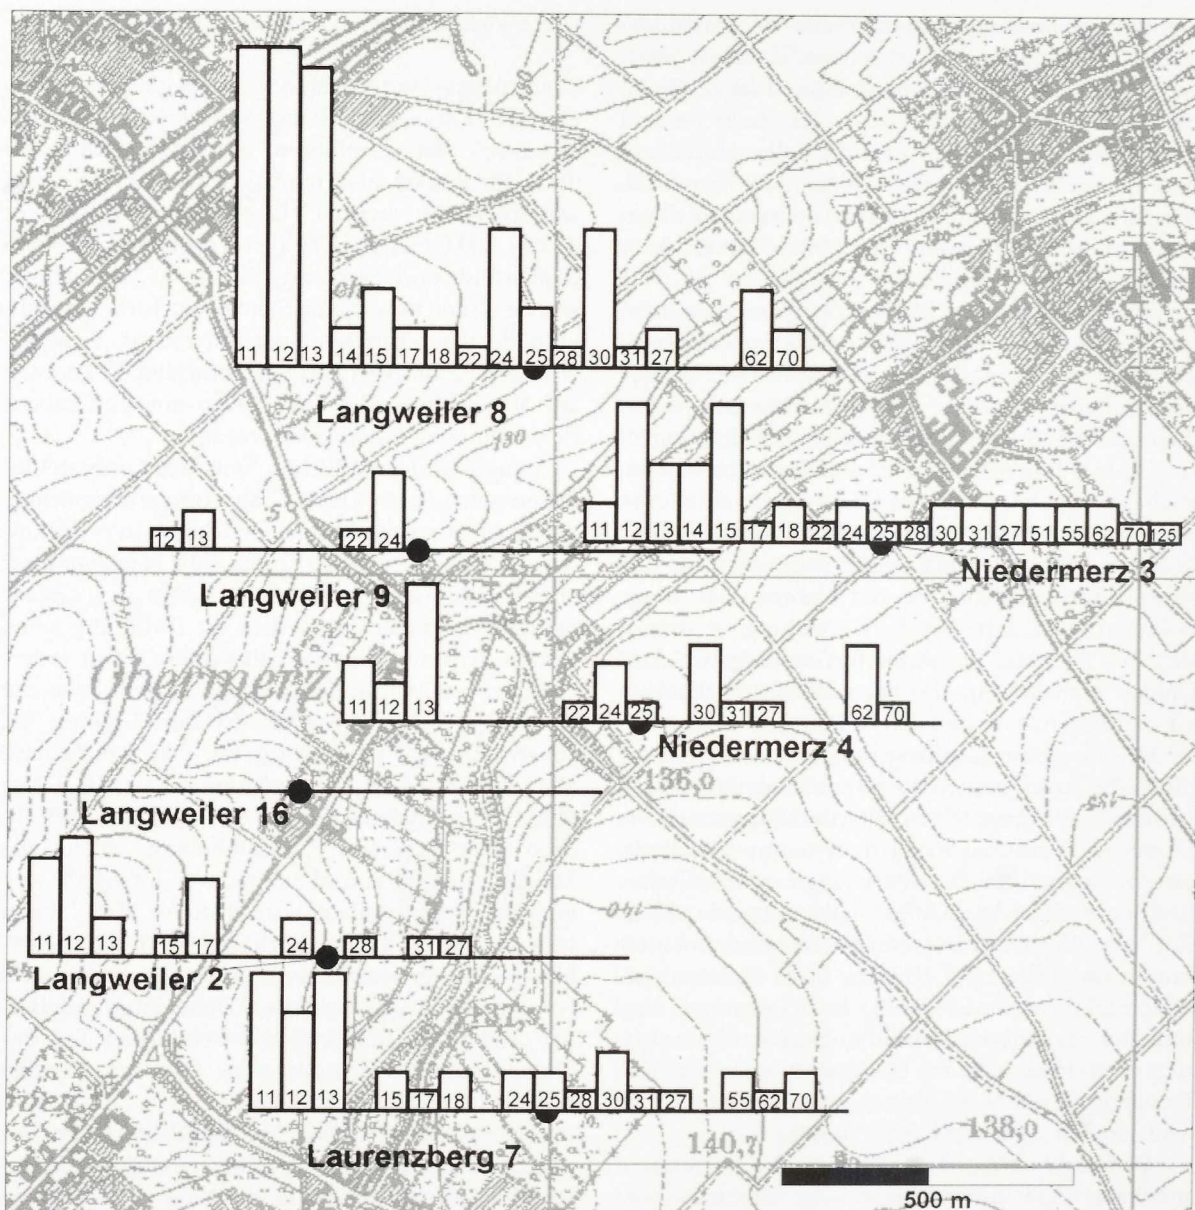 130
11 12 13 14 15 17 18 22 24 25 28 30 31 27 62 70
Langweiler 8
130
11 12 13 14 15 17 18 22 24 25 28 30 31 27 51 55 62 70 125
12 13 22 24
Niedermerz 3
Langweiler 9
Obermerz
11 12 13 22 24 25 30 31 27 62 70
Niedermerz 4
136,0
Langweiler 16
140
11 12 13 15 17 24 28 31 27
Langweiler 2
11 12 13 15 17 18 24 25 28 30 31 27 55 62 70
Laurenzberg 7
140,7
138,0
500 m